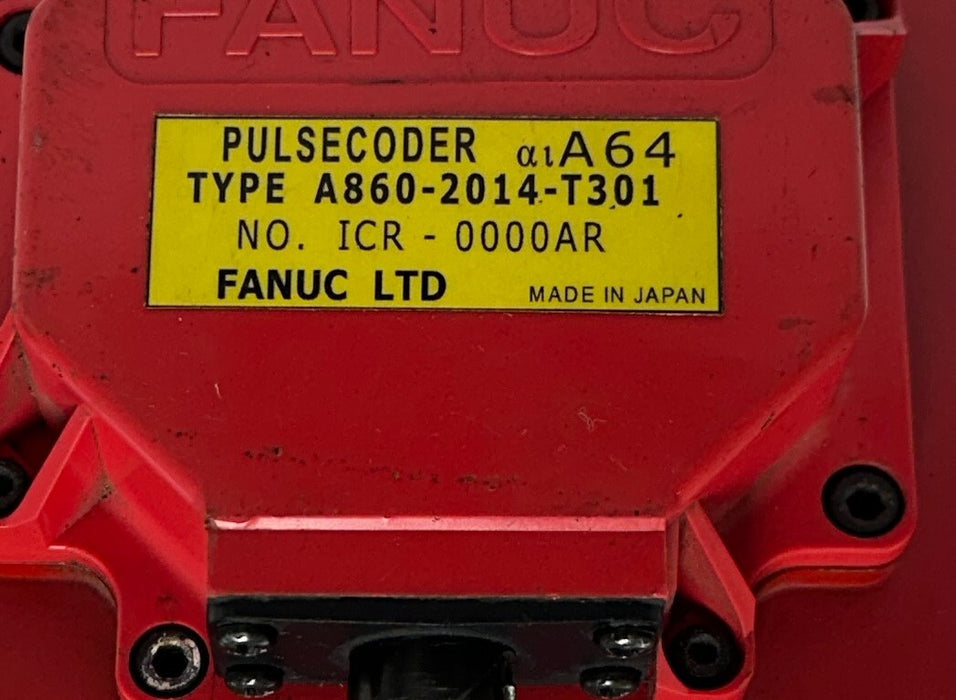 FANUC
PULSECODER αiA64
TYPE A860-2014-T301
NO. ICR - 0000AR
FANUC LTD MADE IN JAPAN